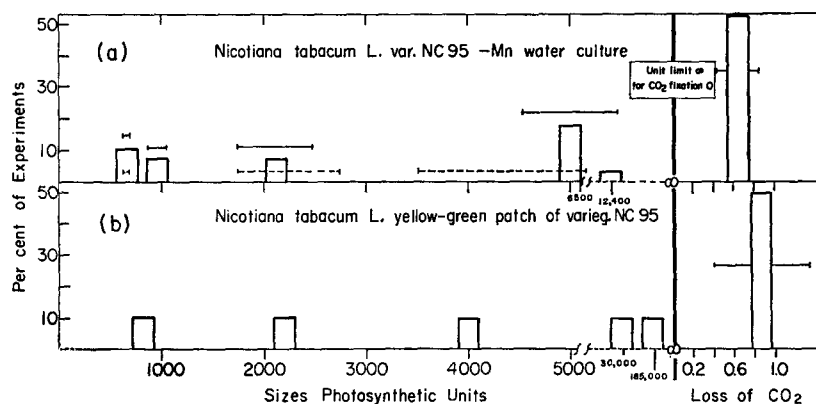 50
(a)
Nicotiana tabacum L. var. NC 95 -Mn water culture
Unit limit ∞
for CO2 fixation 0
30
10
6500
12,400
∞
50
(b)
Nicotiana tabacum L. yellow-green patch of varieg. NC 95
30
10
Per cent of Experiments
1000
2000
3000
4000
5000
30,000
185,000
∞
0.2
0.6
1.0
Sizes Photosynthetic Units
Loss of CO2